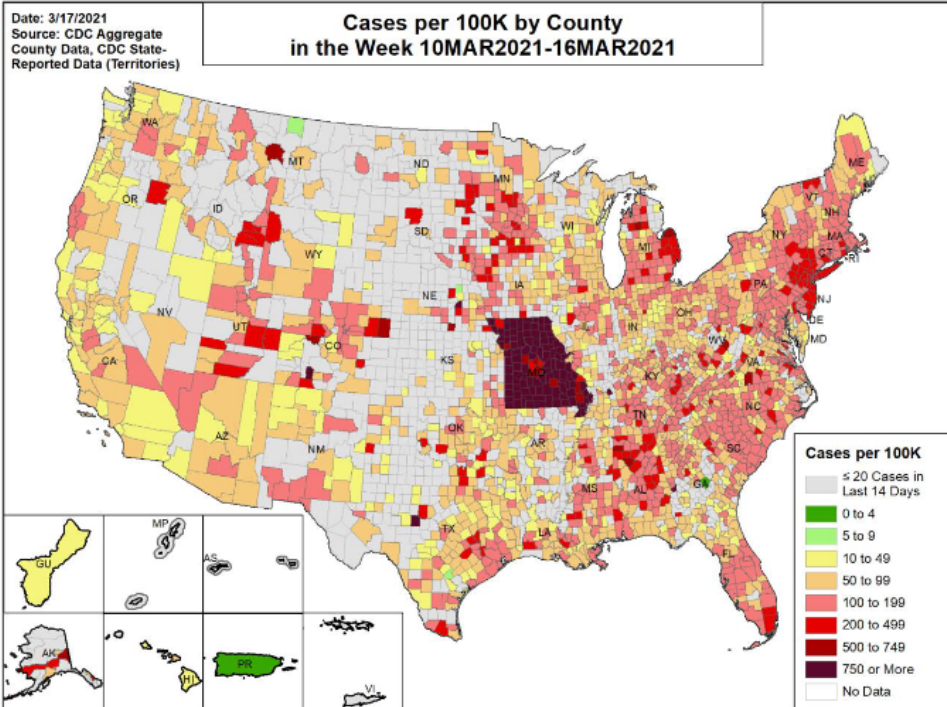 Date: 3/17/2021
Source: CDC Aggregate
County Data, CDC State-
Reported Data (Territories)
Cases per 100K by County
in the Week 10MAR2021-16MAR2021
WA
MT
ND
MN
ME
OR
ID
SD
WI
VT
NH
NY
MA
CT
RI
MI
WY
IA
PA
NJ
NE
NV
UT
CO
IN
OH
DE
MD
WV
VA
CA
KS
MO
KY
AZ
NM
OK
AR
TN
NC
SC
MS
AL
GA
TX
LA
FL
GU
MP
AS
AK
HI
PR
VI
Cases per 100K
≤ 20 Cases in
Last 14 Days
0 to 4
5 to 9
10 to 49
50 to 99
100 to 199
200 to 499
500 to 749
750 or More
No Data